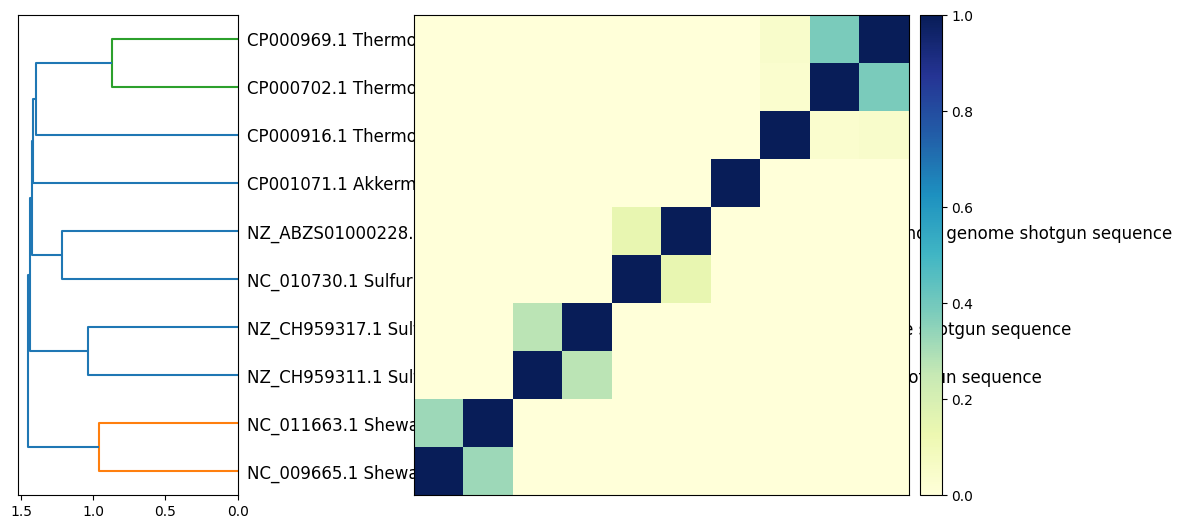 CP000969.1 Thermo
CP000702.1 Thermo
CP000916.1 Thermo
CP001071.1 Akkerm
NZ_ABZS01000228. genome shotgun sequence
NC_010730.1 Sulfur
NZ_CH959317.1 Sul shotgun sequence
NZ_CH959311.1 Sul shotgun sequence
NC_011663.1 Shewa
NC_009665.1 Shewa
1.5 1.0 0.5 0.0
1.0
0.8
0.6
0.4
0.2
0.0